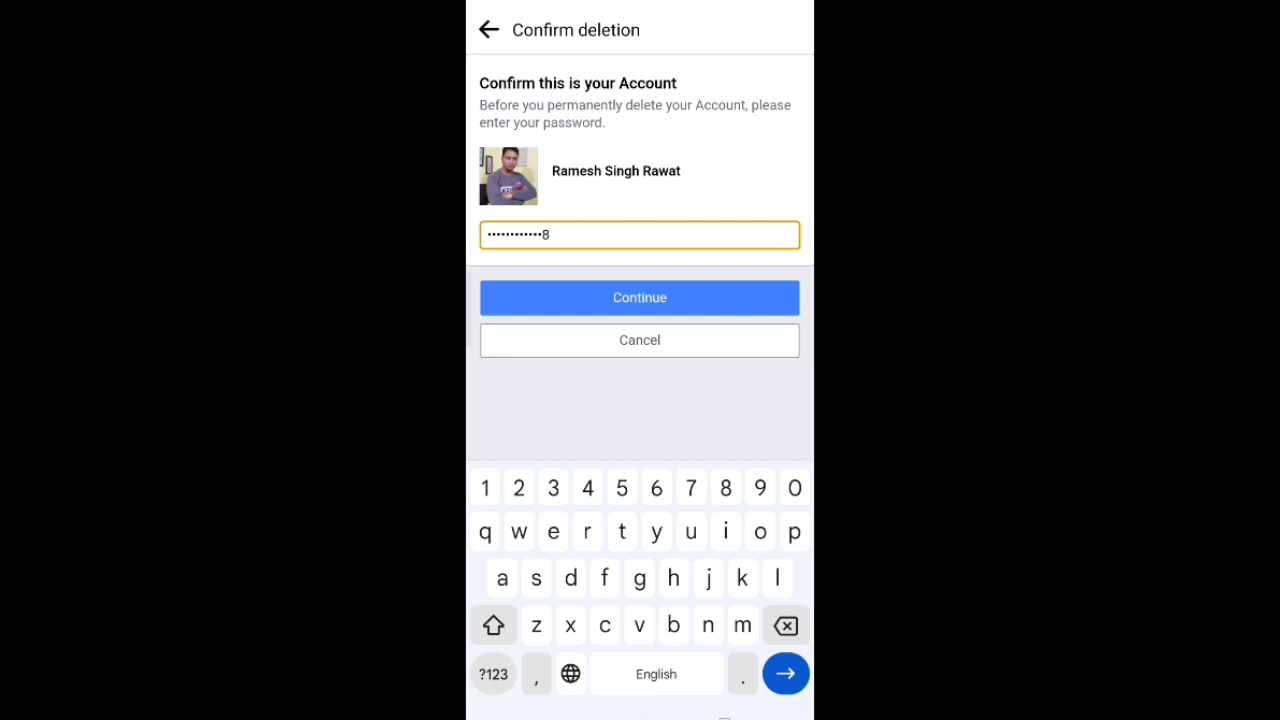 Confirm deletion
Confirm this is your Account
Before you permanently delete your Account, please
enter your password.
Ramesh Singh Rawat
••••••••••••8
Continue
Cancel
1 2 3 4 5 6 7 8 9 0
q w e r t y u i o p
a s d f g h j k l
z x c v b n m
?123 , English .